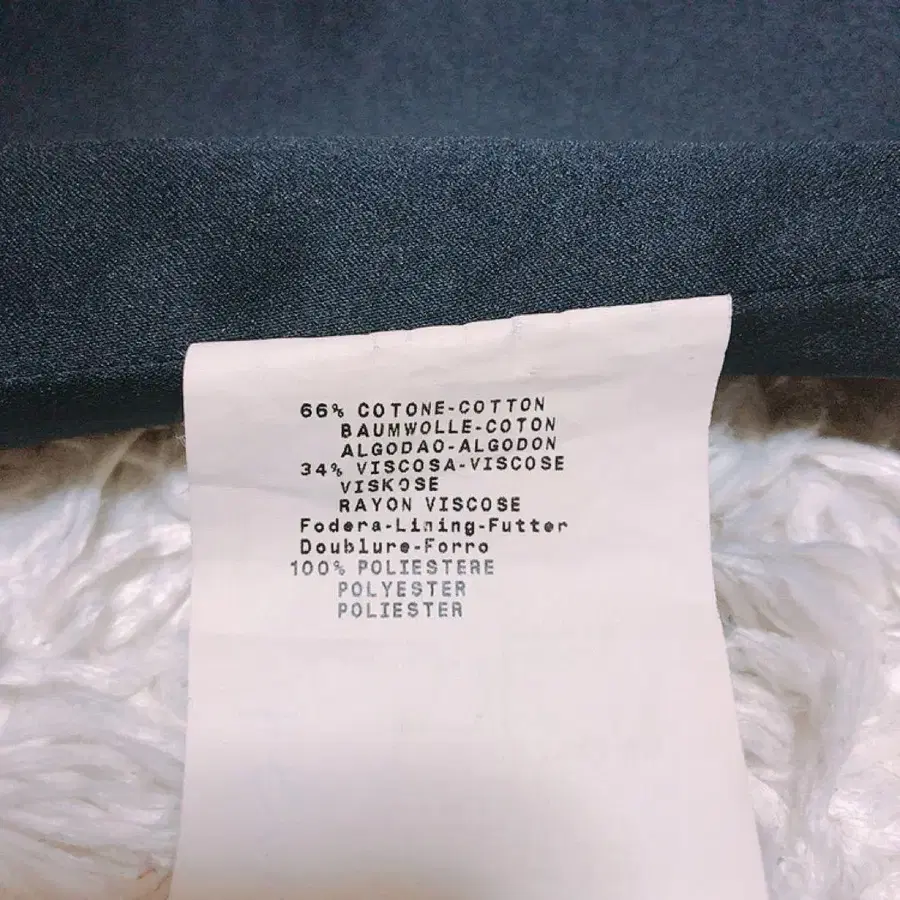 66% COTONE-COTTON
BAUMWOLLE-COTON
ALGODAO-ALGODON
34% VISCOSA-VISCOSE
VISKOSE
RAYON VISCOSE
Fodera-Lining-Futter
Doublure-Forro
100% POLIESTERE
POLYESTER
POLIESTER